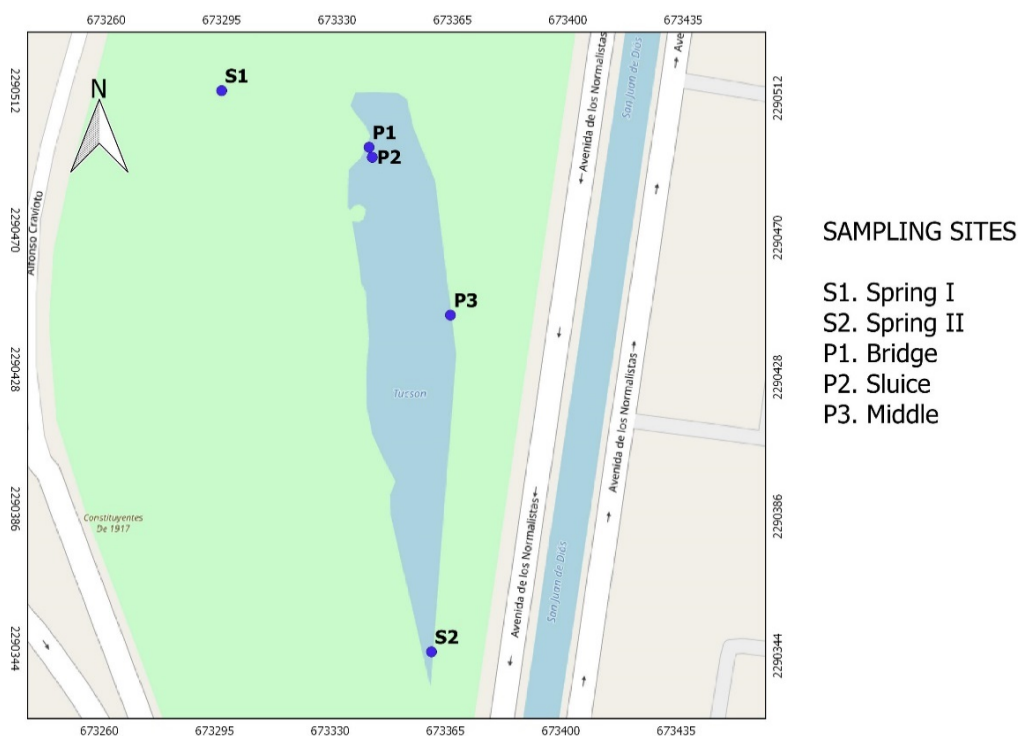 673260
673295
673330
673365
673400
673435
2290512
2290470
2290428
2290386
2290344
N
S1
P1
P2
P3
S2
Tucson
Alfonso Cravioto
Constituyentes
De 1917
Avenida de los Normalistas
San Juan de Dios
Ave
Avenida de los Normalistas
Avenida de los Normalistas
San Juan de Dios
2290512
2290470
2290428
2290386
2290344
673260
673295
673330
673365
673400
673435
SAMPLING SITES
S1. Spring I
S2. Spring II
P1. Bridge
P2. Sluice
P3. Middle